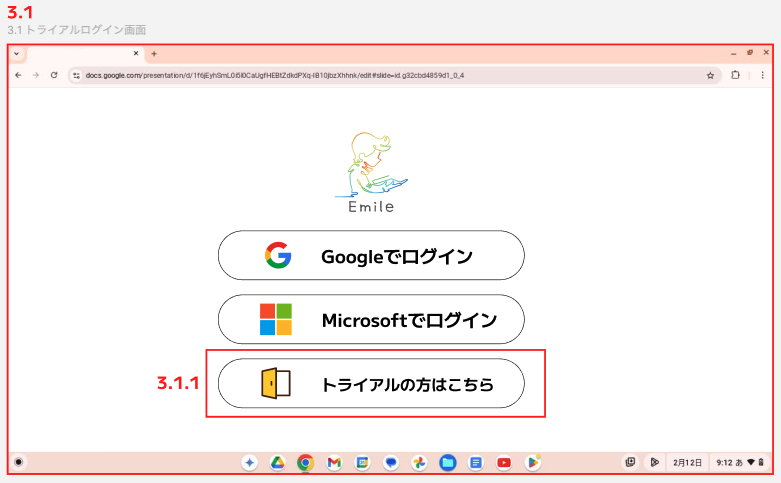 3.1
3.1 トライアルログイン画面
docs.google.com/presentation/d/1f6jEyhSmL0i5l0CaUgfHEBtZdkdPXq-IB10jbzXhhnk/edit#slide=id.g32cbd4859d1_0_4
Emile
Googleでログイン
Microsoftでログイン
3.1.1
トライアルの方はこちら
2月12日
9:12 あ